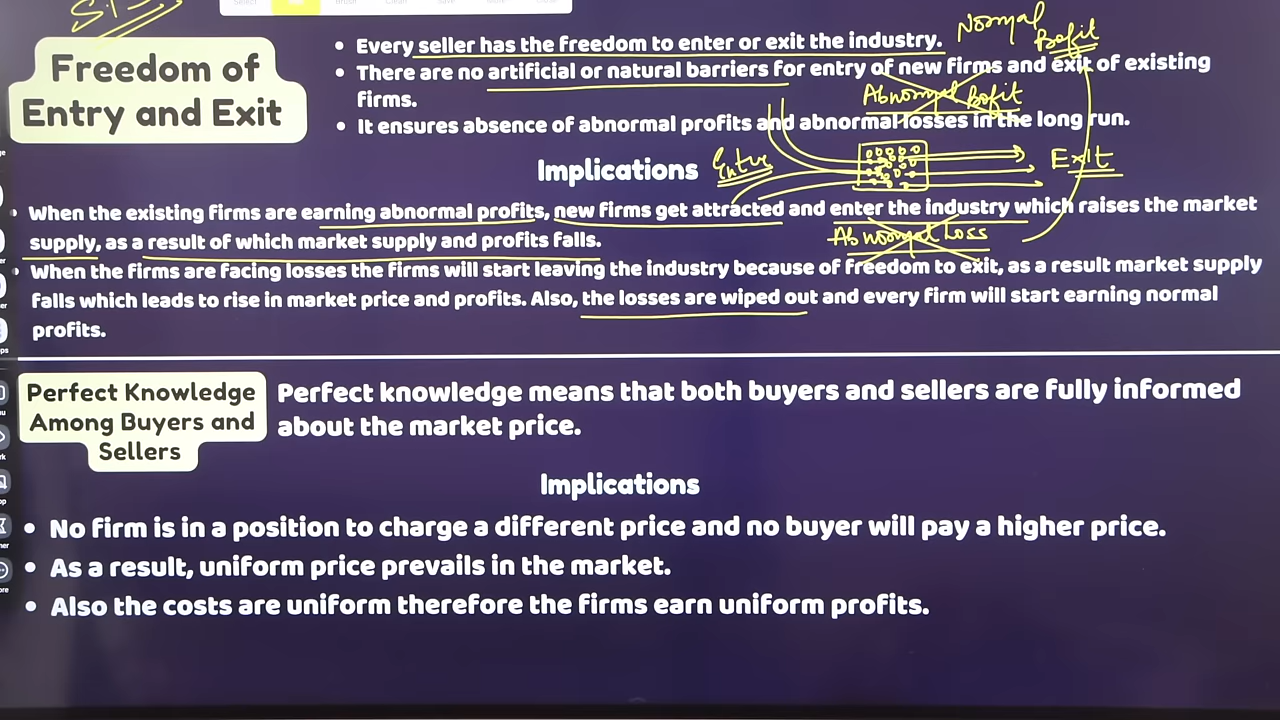 Freedom of
Entry and Exit
• Every seller has the freedom to enter or exit the industry.
Normal
Profit
• There are no artificial or natural barriers for entry of new firms and exit of existing
firms.
Abnormal Profit
• It ensures absence of abnormal profits and abnormal losses in the long run.
Implications
Enter
Exit
• When the existing firms are earning abnormal profits, new firms get attracted and enter the industry which raises the market
supply, as a result of which market supply and profits falls.
Abnormal Loss
• When the firms are facing losses the firms will start leaving the industry because of freedom to exit, as a result market supply
falls which leads to rise in market price and profits. Also, the losses are wiped out and every firm will start earning normal
profits.
Perfect Knowledge
Among Buyers and
Sellers
Perfect knowledge means that both buyers and sellers are fully informed
about the market price.
Implications
• No firm is in a position to charge a different price and no buyer will pay a higher price.
• As a result, uniform price prevails in the market.
• Also the costs are uniform therefore the firms earn uniform profits.